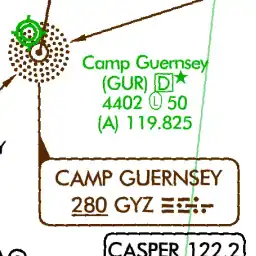 Camp Guernsey
(GUR) D★
4402 Ⓛ 50
(A) 119.825
CAMP GUERNSEY
280 GYZ
CASPER 122.2